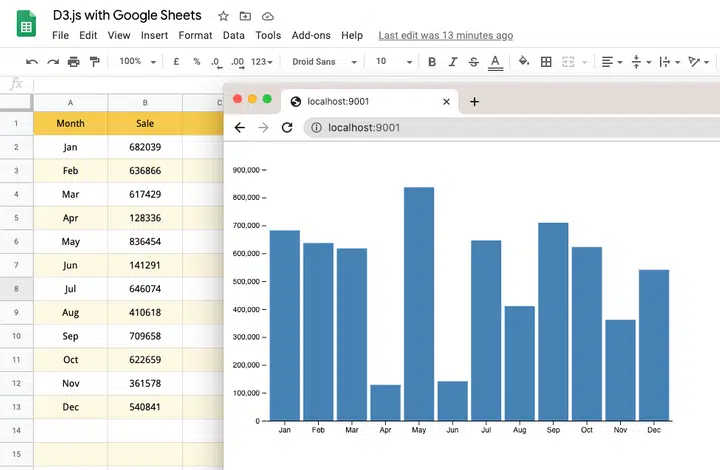 D3.js with Google Sheets
File Edit View Insert Format Data Tools Add-ons Help Last edit was 13 minutes ago
100% £ % .0 .00 123 Droid Sans 10 B I S A
fx
localhost:9001
localhost:9001
A B C
1 Month Sale
2 Jan 682039
3 Feb 636866
4 Mar 617429
5 Apr 128336
6 May 836454
7 Jun 141291
8 Jul 646074
9 Aug 410618
10 Sep 709658
11 Oct 622659
12 Nov 361578
13 Dec 540841
14
15
900,000
800,000
700,000
600,000
500,000
400,000
300,000
200,000
100,000
0
Jan Feb Mar Apr May Jun Jul Aug Sep Oct Nov Dec